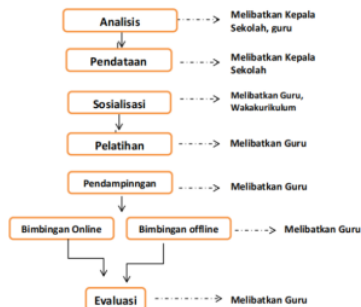 Analisis
Melibatkan Kepala
Sekolah, guru
Pendataan
Melibatkan Kepala
Sekolah
Sosialisasi
Melibatkan Guru,
Wakakurikulum
Pelatihan
Melibatkan Guru
Pendampinngan
Melibatkan Guru
Bimbingan Online
Bimbingan offline
Melibatkan Guru
Evaluasi
Melibatkan Guru